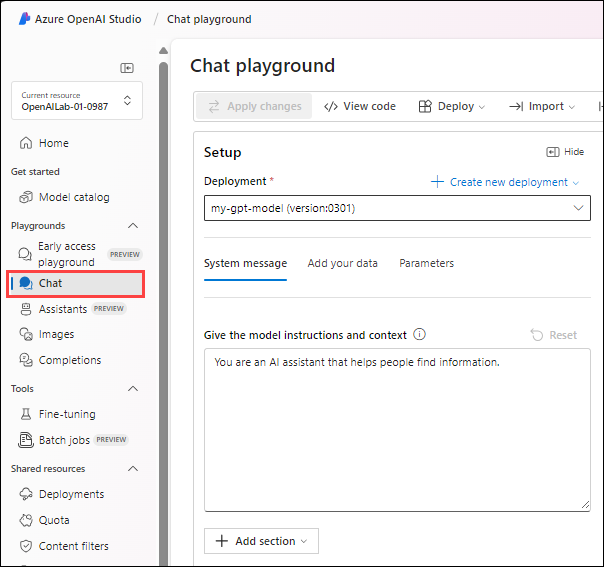 Azure OpenAI Studio / Chat playground
Current resource
OpenAILab-01-0987
Home
Get started
Model catalog
Playgrounds
Early access
playground PREVIEW
Chat
Assistants PREVIEW
Images
Completions
Tools
Fine-tuning
Batch jobs PREVIEW
Shared resources
Deployments
Quota
Content filters
Chat playground
Apply changes
View code
Deploy
Import
Setup
Hide
Deployment *
Create new deployment
my-gpt-model (version:0301)
System message
Add your data
Parameters
Give the model instructions and context
Reset
You are an AI assistant that helps people find information.
Add section